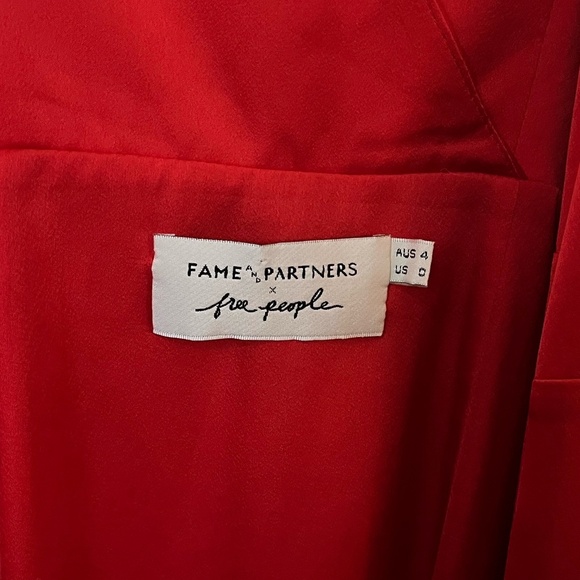 FAME AND PARTNERS
x
free people
AUS 4
US 0